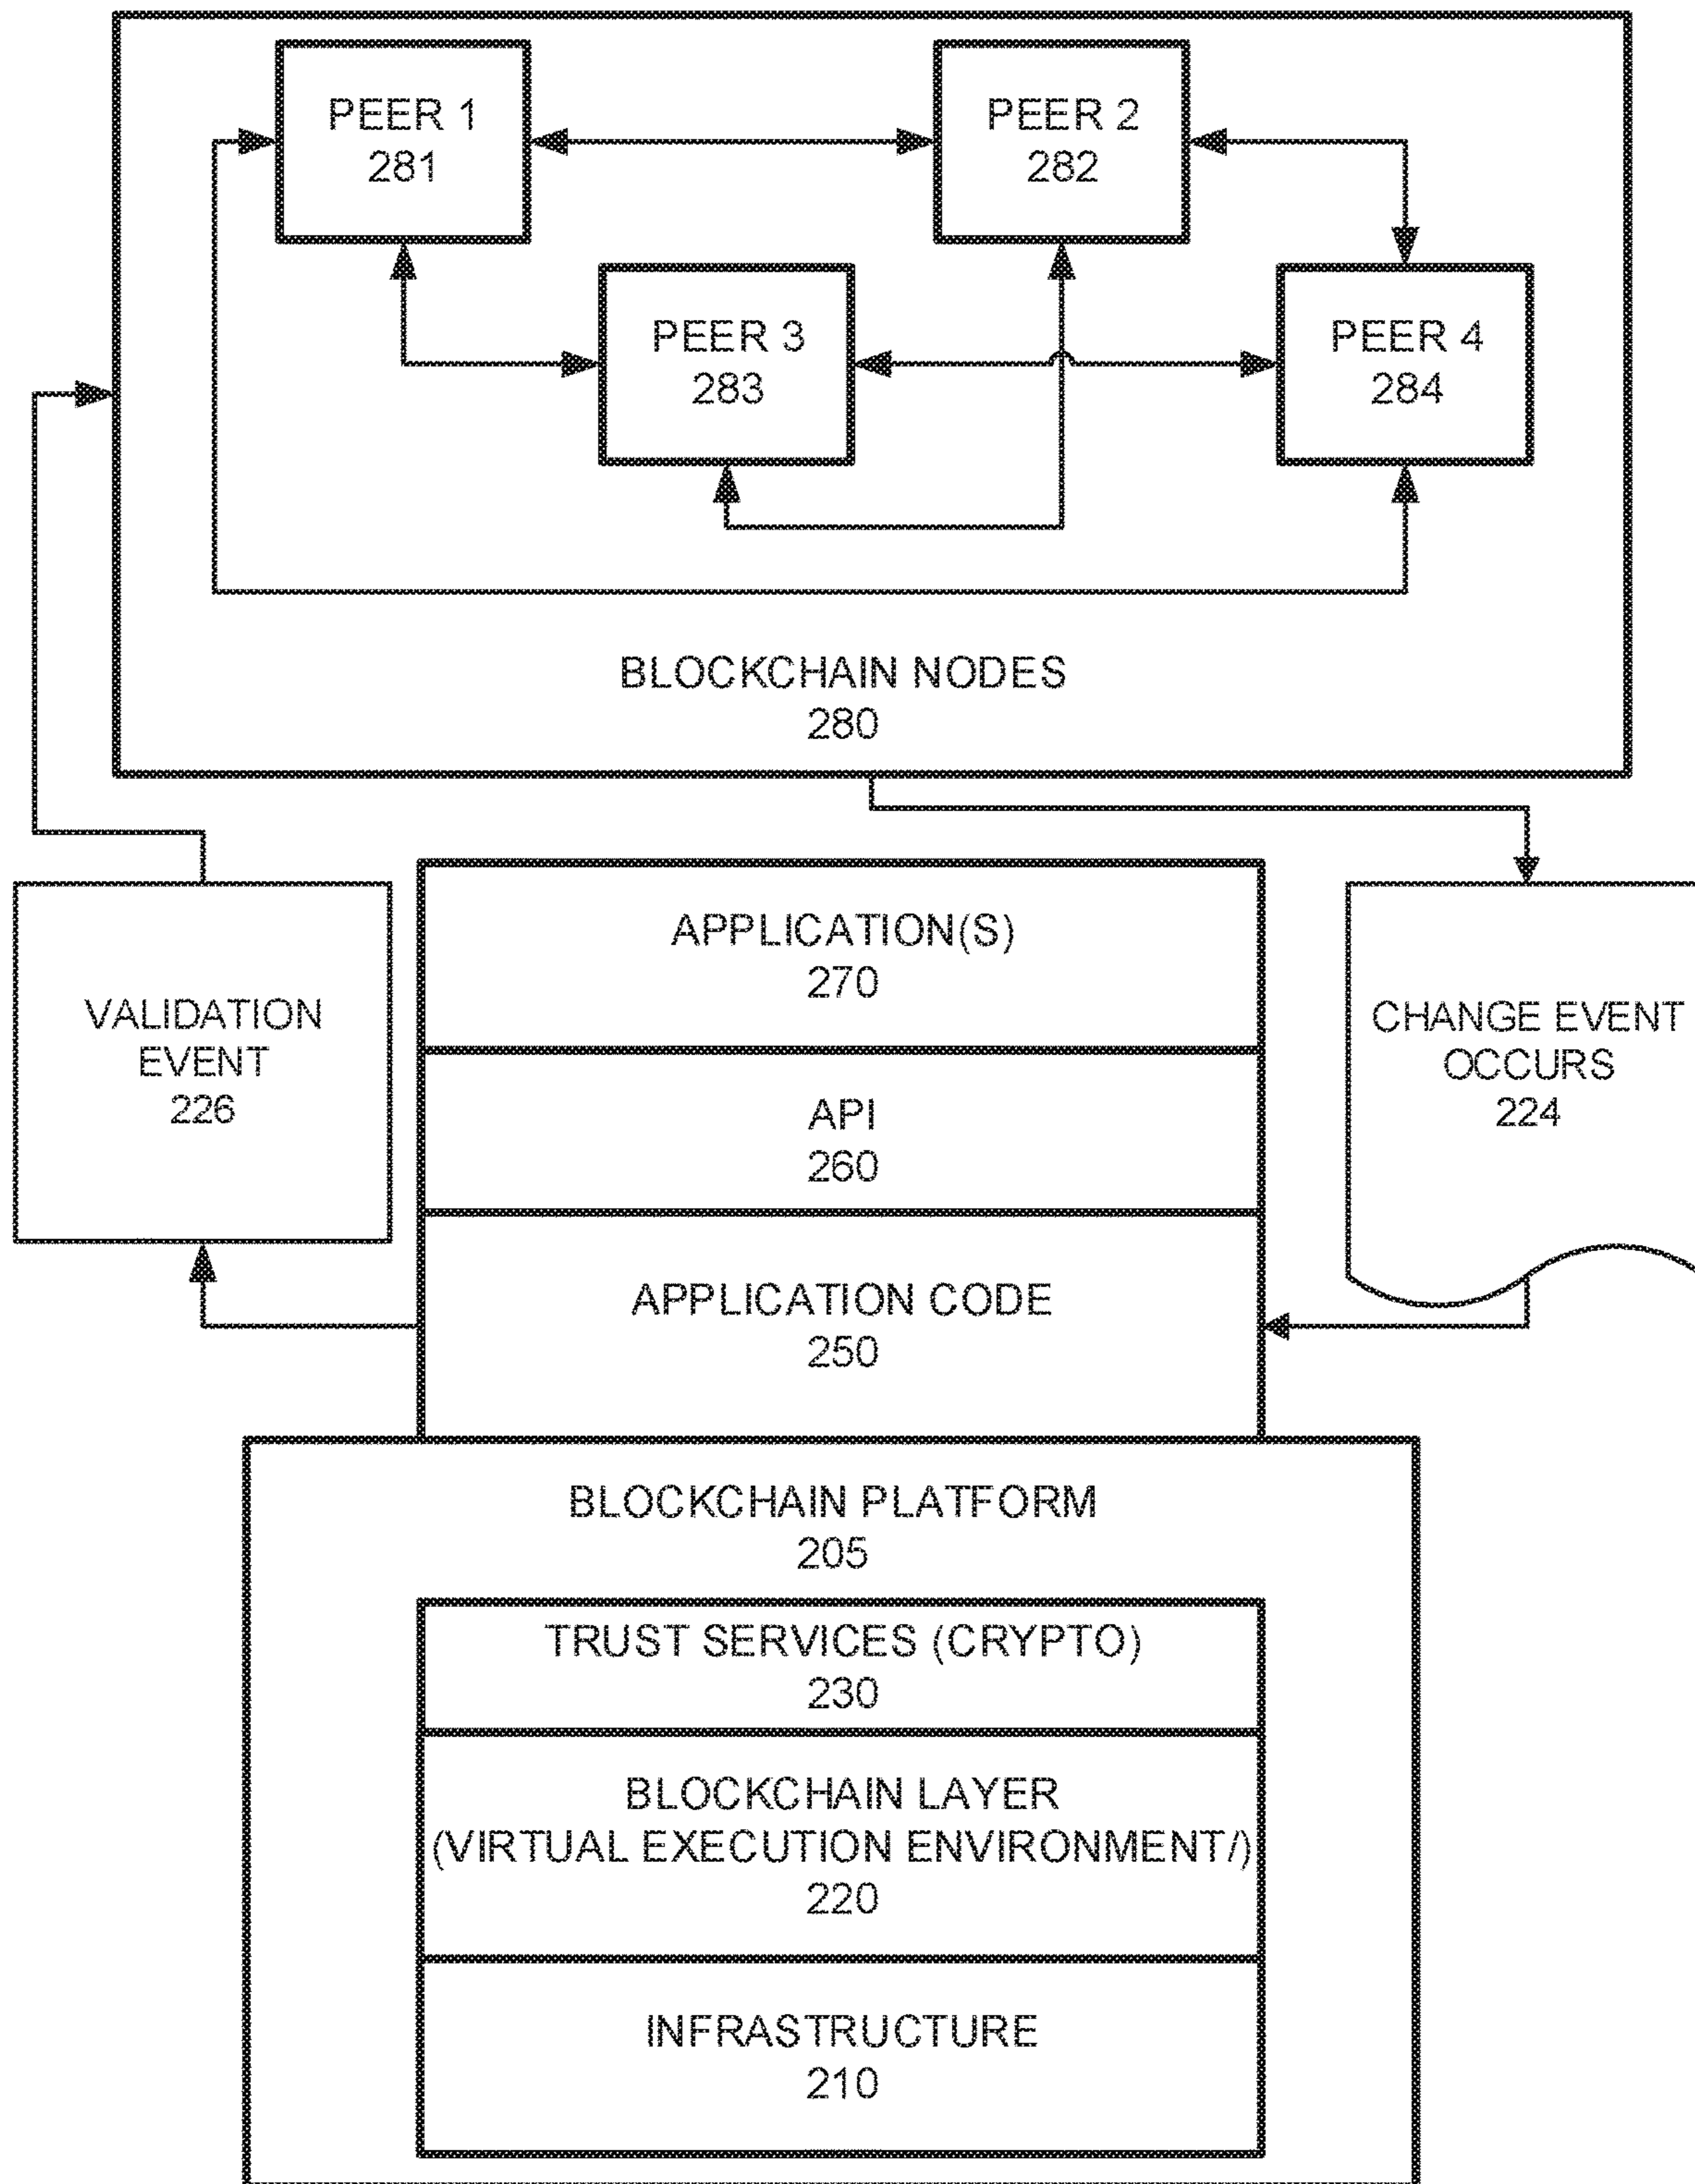 PEER 1
281
PEER 2
282
PEER 3
283
PEER 4
284
BLOCKCHAIN NODES
280
VALIDATION
EVENT
226
APPLICATION(S)
270
API
260
APPLICATION CODE
250
CHANGE EVENT
OCCURS
224
BLOCKCHAIN PLATFORM
205
TRUST SERVICES (CRYPTO)
230
BLOCKCHAIN LAYER
(VIRTUAL EXECUTION ENVIRONMENT/)
220
INFRASTRUCTURE
210